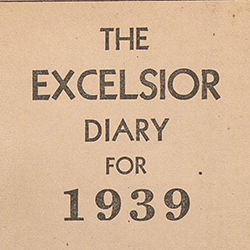 THE
EXCELSIOR
DIARY
FOR
1939